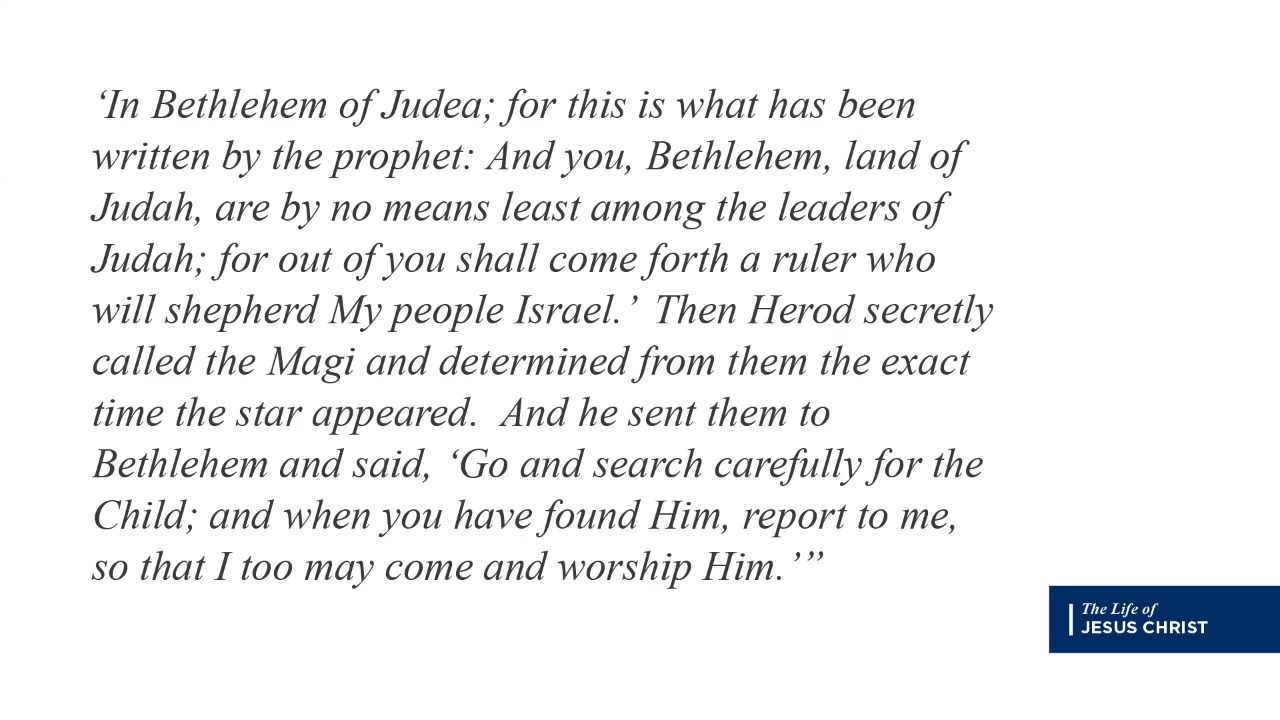 ‘In Bethlehem of Judea; for this is what has been
written by the prophet: And you, Bethlehem, land of
Judah, are by no means least among the leaders of
Judah; for out of you shall come forth a ruler who
will shepherd My people Israel.’  Then Herod secretly
called the Magi and determined from them the exact
time the star appeared.  And he sent them to
Bethlehem and said, ‘Go and search carefully for the
Child; and when you have found Him, report to me,
so that I too may come and worship Him.’”
The Life of
JESUS CHRIST